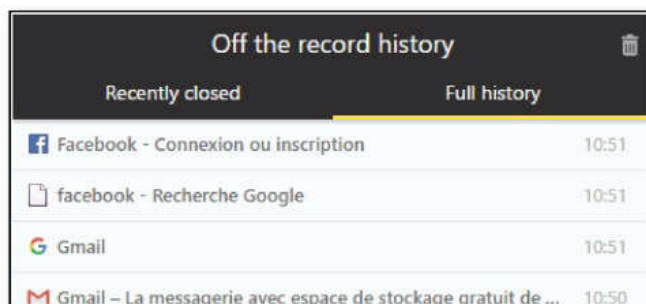 Off the record history
Recently closed Full history
Facebook - Connexion ou inscription 10:51
facebook - Recherche Google 10:51
Gmail 10:51
Gmail – La messagerie avec espace de stockage gratuit de ... 10:50